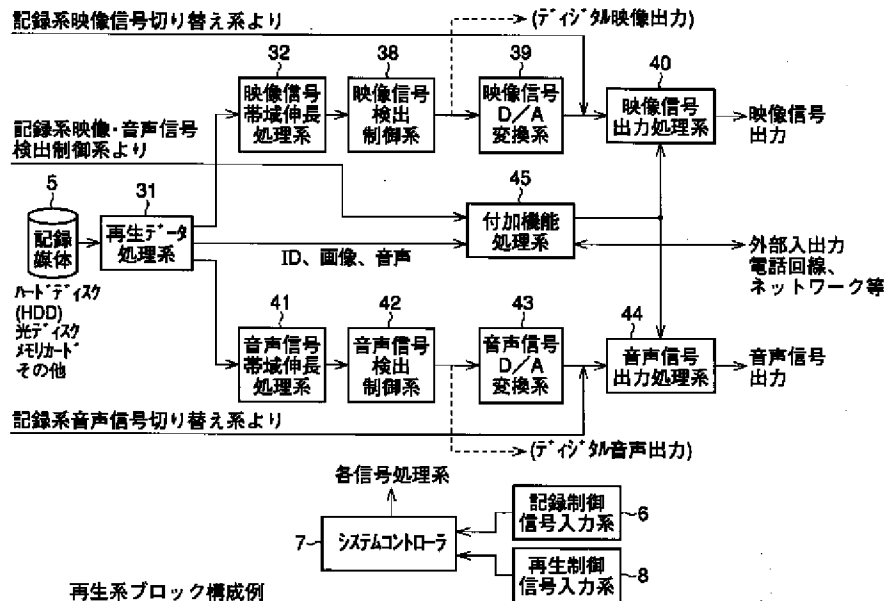 記録系映像信号切り替え系より
(ディジタル映像出力)
32
38
39
40
映像信号
帯域伸長
処理系
映像信号
検出
制御系
映像信号
D/A
変換系
映像信号
出力処理系
映像信号
出力
記録系映像・音声信号
検出制御系より
5
31
45
記録
媒体
再生データ
処理系
付加機能
処理系
ID、画像、音声
外部入出力
電話回線、
ネットワーク等
ハードディスク
(HDD)
光ディスク
メモリカード
その他
41
42
43
44
音声信号
帯域伸長
処理系
音声信号
検出
制御系
音声信号
D/A
変換系
音声信号
出力処理系
音声信号
出力
記録系音声信号切り替え系より
(ディジタル音声出力)
各信号処理系
7
システムコントローラ
記録制御
信号入力系
6
再生制御
信号入力系
8
再生系ブロック構成例